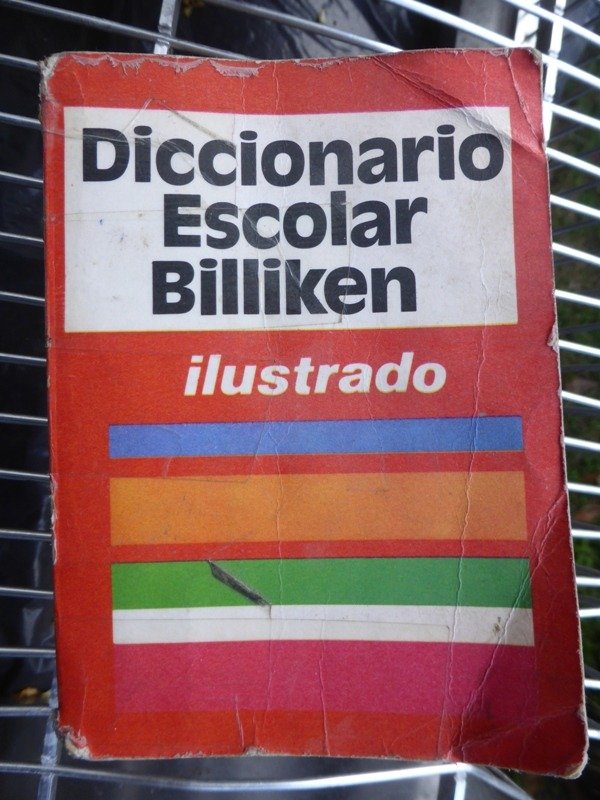 Diccionario
Escolar
Billiken
ilustrado